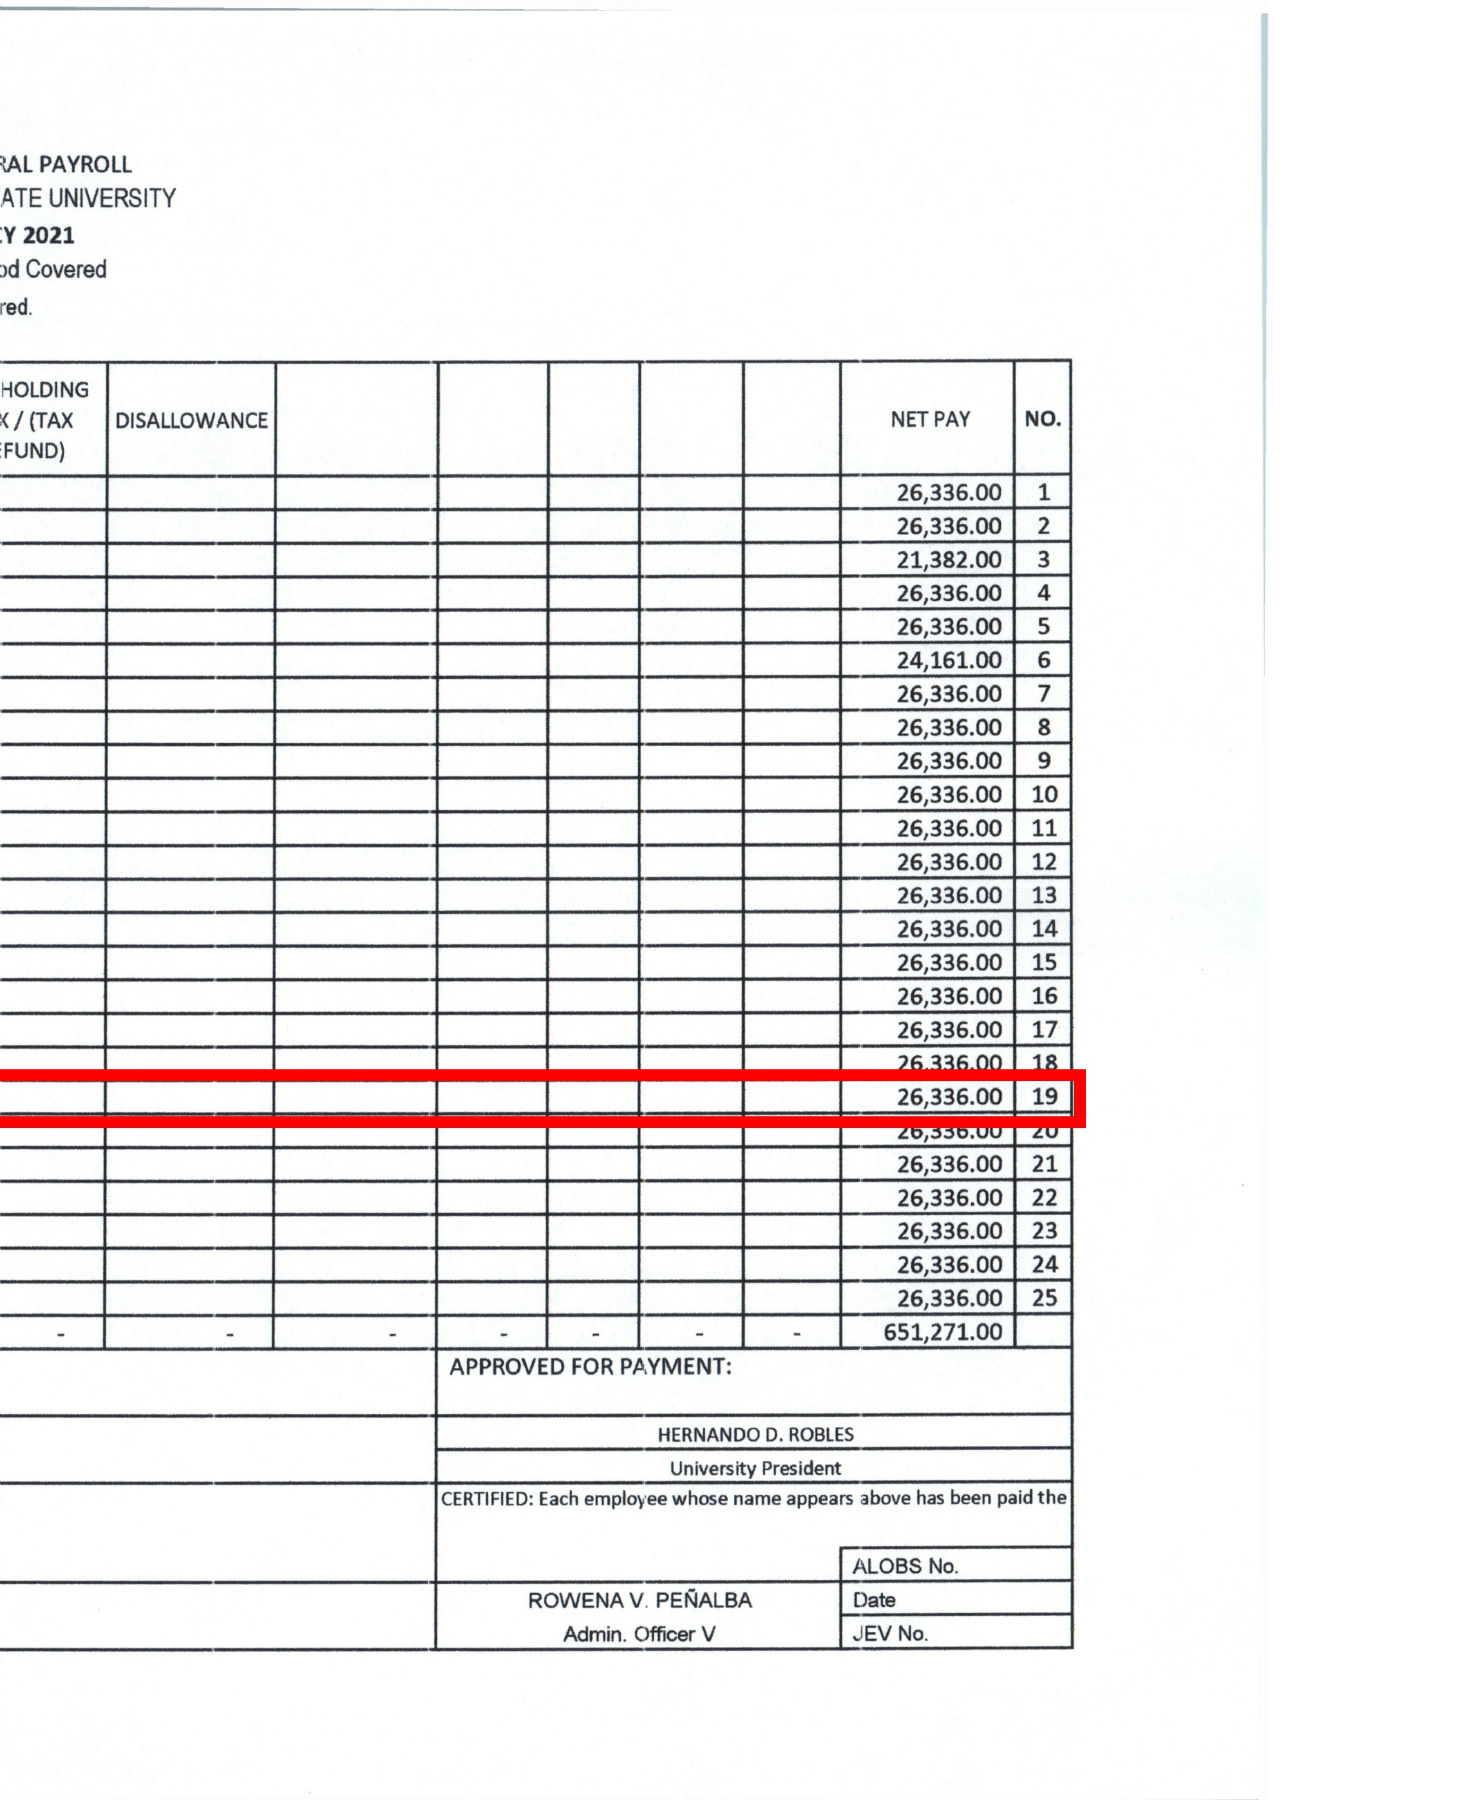 RAL PAYROLL
ATE UNIVERSITY
CY 2021
od Covered
red.
HOLDING
X / (TAX
EFUND)
DISALLOWANCE
NET PAY
NO.
26,336.00 1
26,336.00 2
21,382.00 3
26,336.00 4
26,336.00 5
24,161.00 6
26,336.00 7
26,336.00 8
26,336.00 9
26,336.00 10
26,336.00 11
26,336.00 12
26,336.00 13
26,336.00 14
26,336.00 15
26,336.00 16
26,336.00 17
26,336.00 18
26,336.00 19
26,336.00 20
26,336.00 21
26,336.00 22
26,336.00 23
26,336.00 24
26,336.00 25
- - - - - - - 651,271.00
APPROVED FOR PAYMENT:
HERNANDO D. ROBLES
University President
CERTIFIED: Each employee whose name appears above has been paid the
ALOBS No.
ROWENA V. PEÑALBA
Date
Admin. Officer V
JEV No.